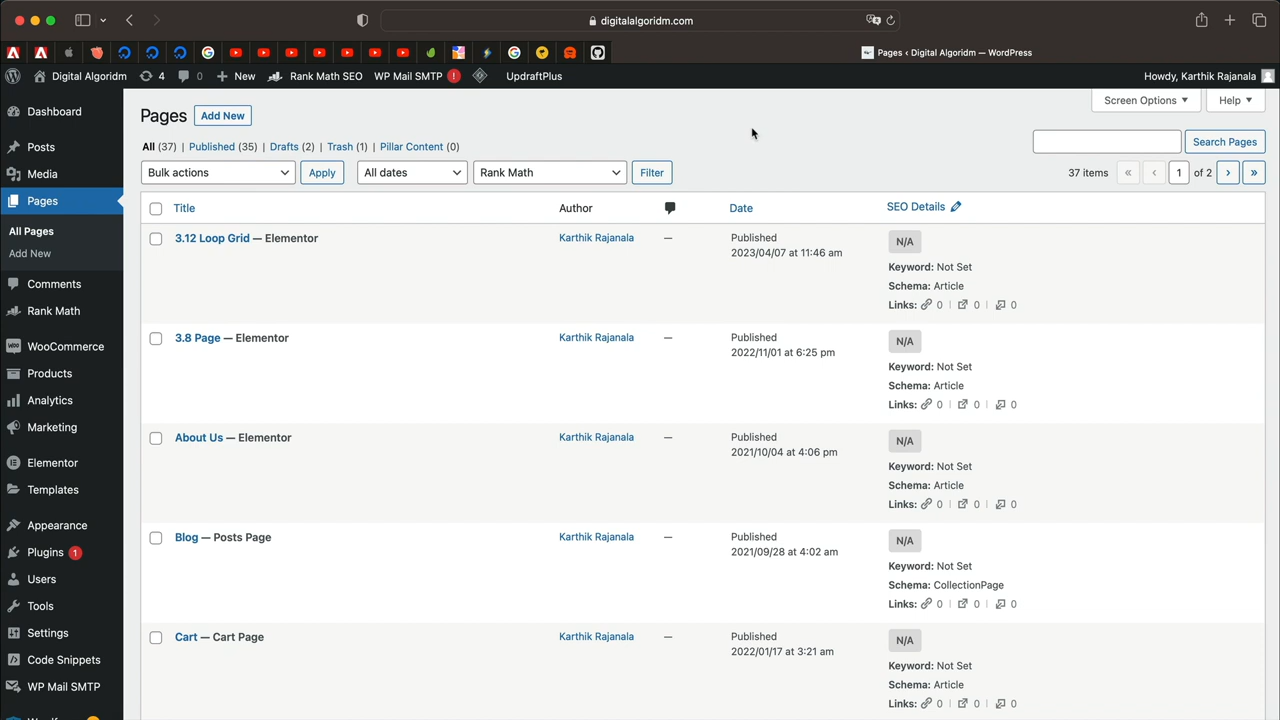 digitalalgoridm.com
Pages < Digital Algoridm — WordPress
Digital Algoridm 4 0 New Rank Math SEO WP Mail SMTP ! UpdraftPlus Howdy, Karthik Rajanala
Screen Options ▼ Help ▼
Dashboard
Posts
Media
Pages
All Pages
Add New
Comments
Rank Math
WooCommerce
Products
Analytics
Marketing
Elementor
Templates
Appearance
Plugins 1
Users
Tools
Settings
Code Snippets
WP Mail SMTP
Pages Add New
All (37) | Published (35) | Drafts (2) | Trash (1) | Pillar Content (0)
Search Pages
Bulk actions Apply All dates Rank Math Filter 37 items « ‹ 1 of 2 › »
Title Author Date SEO Details
3.12 Loop Grid — Elementor Karthik Rajanala — Published N/A
2023/04/07 at 11:46 am
Keyword: Not Set
Schema: Article
Links: 0 | 0 | 0
3.8 Page — Elementor Karthik Rajanala — Published N/A
2022/11/01 at 6:25 pm
Keyword: Not Set
Schema: Article
Links: 0 | 0 | 0
About Us — Elementor Karthik Rajanala — Published N/A
2021/10/04 at 4:06 pm
Keyword: Not Set
Schema: Article
Links: 0 | 0 | 0
Blog — Posts Page Karthik Rajanala — Published N/A
2021/09/28 at 4:02 am
Keyword: Not Set
Schema: CollectionPage
Links: 0 | 0 | 0
Cart — Cart Page Karthik Rajanala — Published N/A
2022/01/17 at 3:21 am
Keyword: Not Set
Schema: Article
Links: 0 | 0 | 0